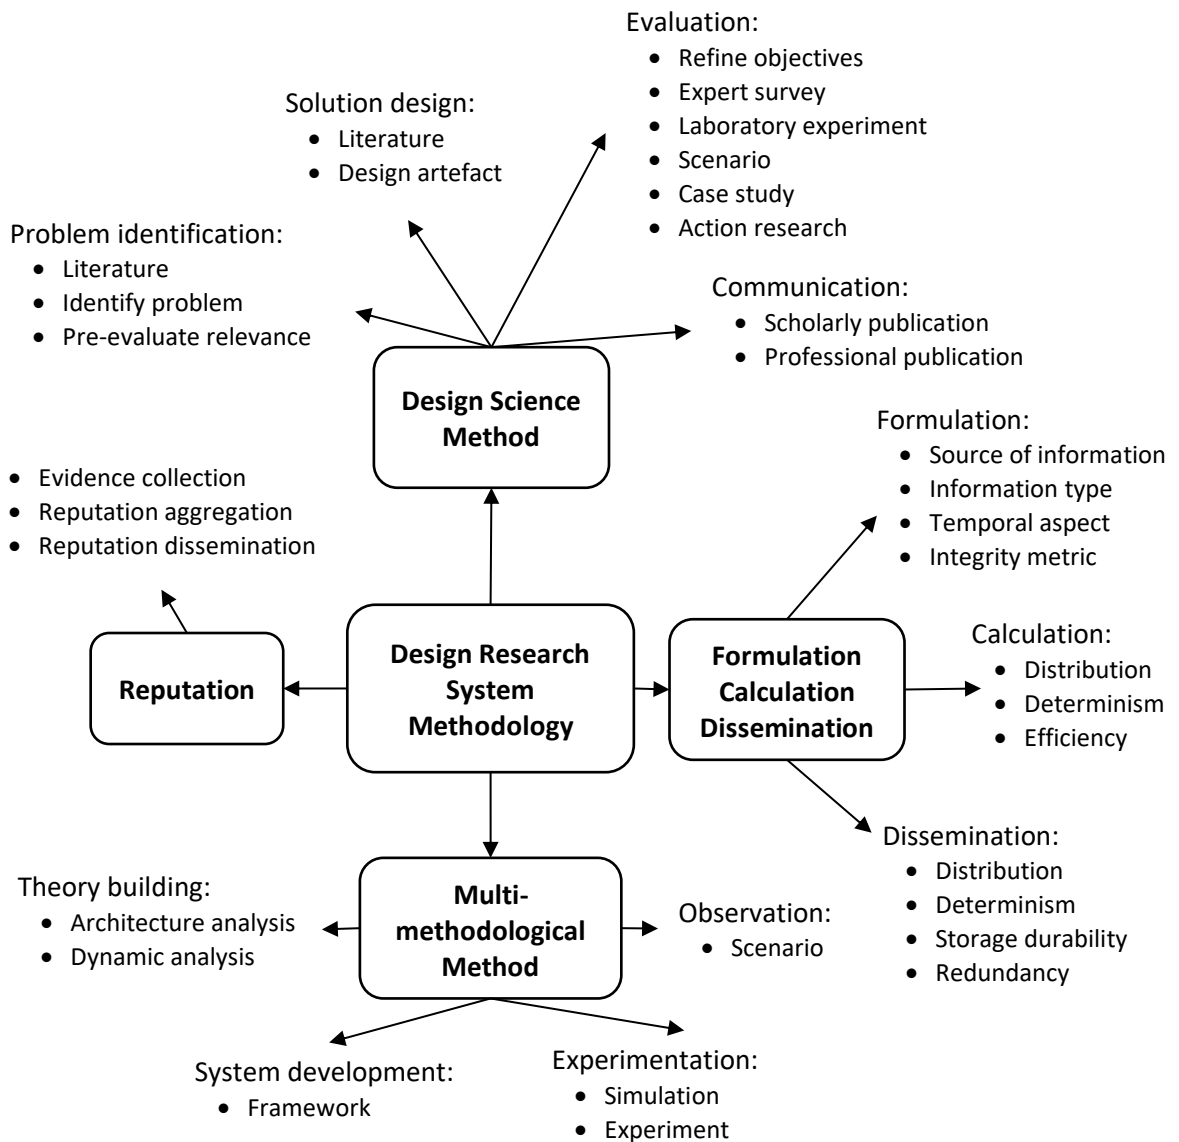 Evaluation:
• Refine objectives
• Expert survey
• Laboratory experiment
• Scenario
• Case study
• Action research
Solution design:
• Literature
• Design artefact
Problem identification:
• Literature
• Identify problem
• Pre-evaluate relevance
Communication:
• Scholarly publication
• Professional publication
Design Science
Method
Formulation:
• Source of information
• Information type
• Temporal aspect
• Integrity metric
• Evidence collection
• Reputation aggregation
• Reputation dissemination
Reputation
Design Research
System
Methodology
Formulation
Calculation
Dissemination
Calculation:
• Distribution
• Determinism
• Efficiency
Dissemination:
• Distribution
• Determinism
• Storage durability
• Redundancy
Theory building:
• Architecture analysis
• Dynamic analysis
Multi-
methodological
Method
Observation:
• Scenario
System development:
• Framework
Experimentation:
• Simulation
• Experiment